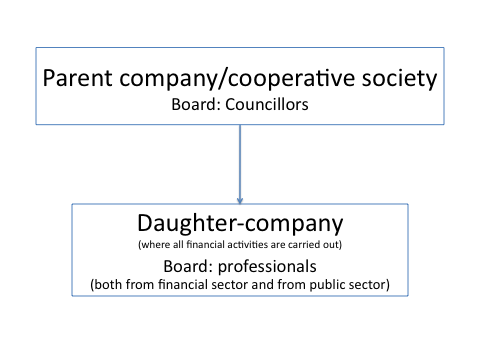 Parent company/cooperative society
Board: Councillors
Daughter-company
(where all financial activities are carried out)
Board: professionals
(both from financial sector and from public sector)